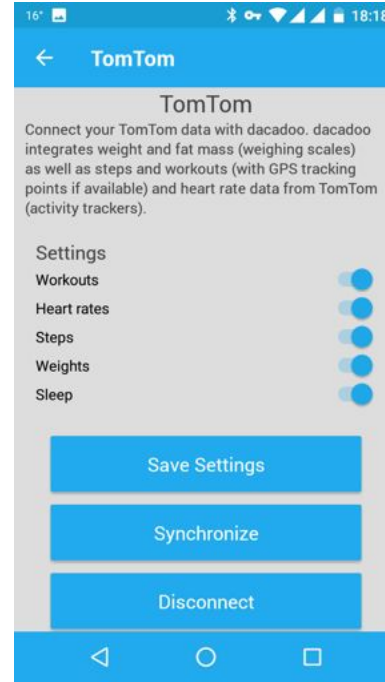 16° 18:18
TomTom
TomTom
Connect your TomTom data with dacadoo. dacadoo
integrates weight and fat mass (weighing scales)
as well as steps and workouts (with GPS tracking
points if available) and heart rate data from TomTom
(activity trackers).
Settings
Workouts
Heart rates
Steps
Weights
Sleep
Save Settings
Synchronize
Disconnect